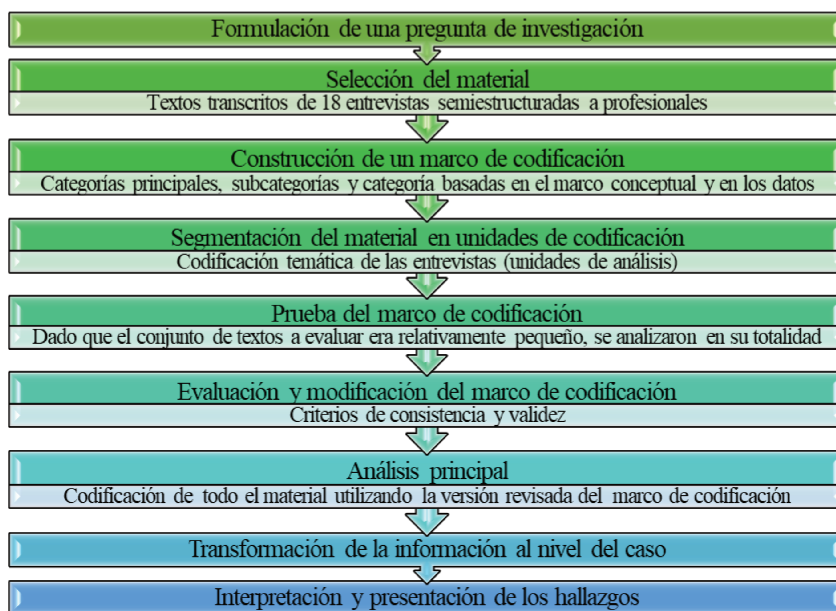 Formulación de una pregunta de investigación
Selección del material
Textos transcritos de 18 entrevistas semiestructuradas a profesionales
Construcción de un marco de codificación
Categorías principales, subcategorías y categoría basadas en el marco conceptual y en los datos
Segmentación del material en unidades de codificación
Codificación temática de las entrevistas (unidades de análisis)
Prueba del marco de codificación
Dado que el conjunto de textos a evaluar era relativamente pequeño, se analizaron en su totalidad
Evaluación y modificación del marco de codificación
Criterios de consistencia y validez
Análisis principal
Codificación de todo el material utilizando la versión revisada del marco de codificación
Transformación de la información al nivel del caso
Interpretación y presentación de los hallazgos